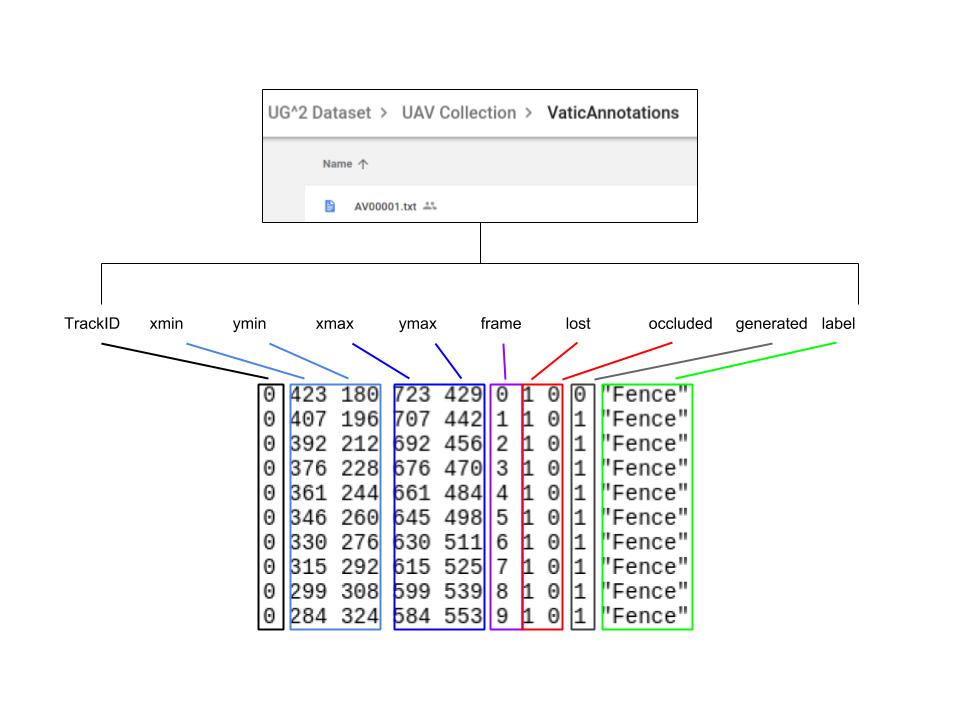 UG^2 Dataset > UAV Collection > VaticAnnotations
Name ↑
AV00001.txt
TrackID xmin ymin xmax ymax frame lost occluded generated label
0 423 180 723 429 0 1 0 0 "Fence"
0 407 196 707 442 1 1 0 1 "Fence"
0 392 212 692 456 2 1 0 1 "Fence"
0 376 228 676 470 3 1 0 1 "Fence"
0 361 244 661 484 4 1 0 1 "Fence"
0 346 260 645 498 5 1 0 1 "Fence"
0 330 276 630 511 6 1 0 1 "Fence"
0 315 292 615 525 7 1 0 1 "Fence"
0 299 308 599 539 8 1 0 1 "Fence"
0 284 324 584 553 9 1 0 1 "Fence"